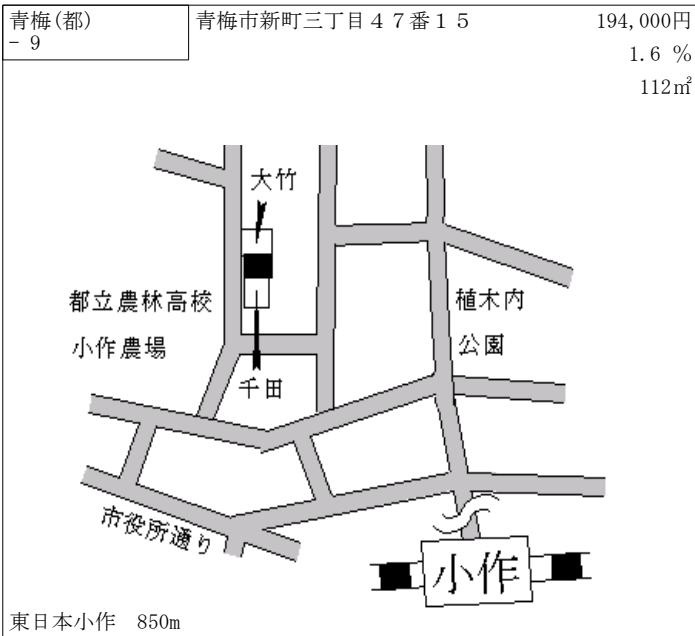 青梅(都)
－ 9
青梅市新町三丁目４７番１５
194,000円
1.6 %
112㎡
大竹
都立農林高校
小作農場
植木内
公園
千田
市役所通り
小作
東日本小作　850m